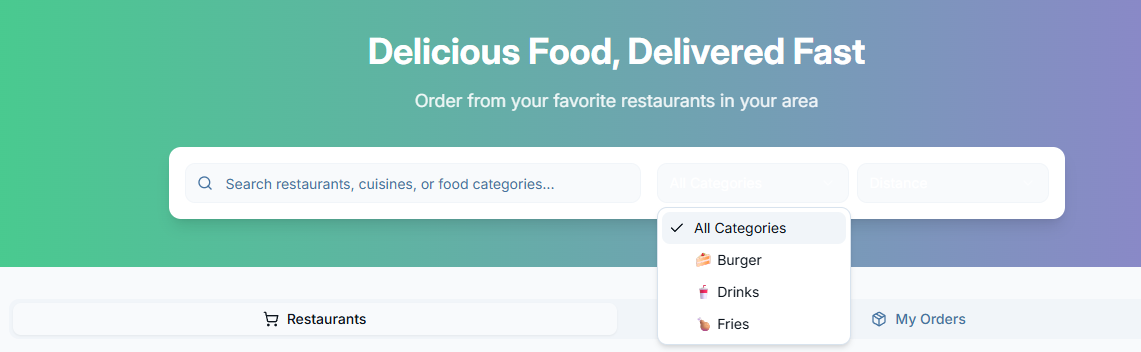 Delicious Food, Delivered Fast
Order from your favorite restaurants in your area
Search restaurants, cuisines, or food categories...
All Categories
Distance
All Categories
Burger
Drinks
Fries
Restaurants
My Orders